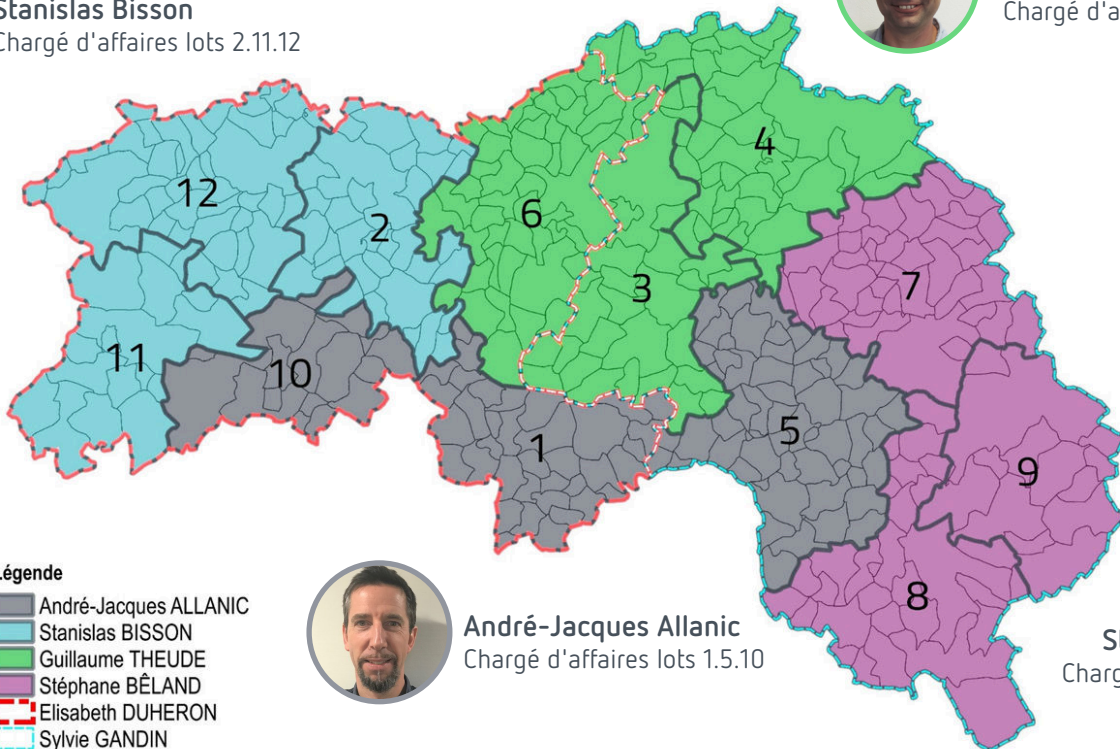 Stanislas Bisson
Chargé d'affaires lots 2.11.12
Chargé d'a
12
2
6
4
3
7
11
10
1
5
9
8
Légende
André-Jacques ALLANIC
Stanislas BISSON
Guillaume THEUDE
Stéphane BÊLAND
Elisabeth DUHERON
Sylvie GANDIN
André-Jacques Allanic
Chargé d'affaires lots 1.5.10
Charg